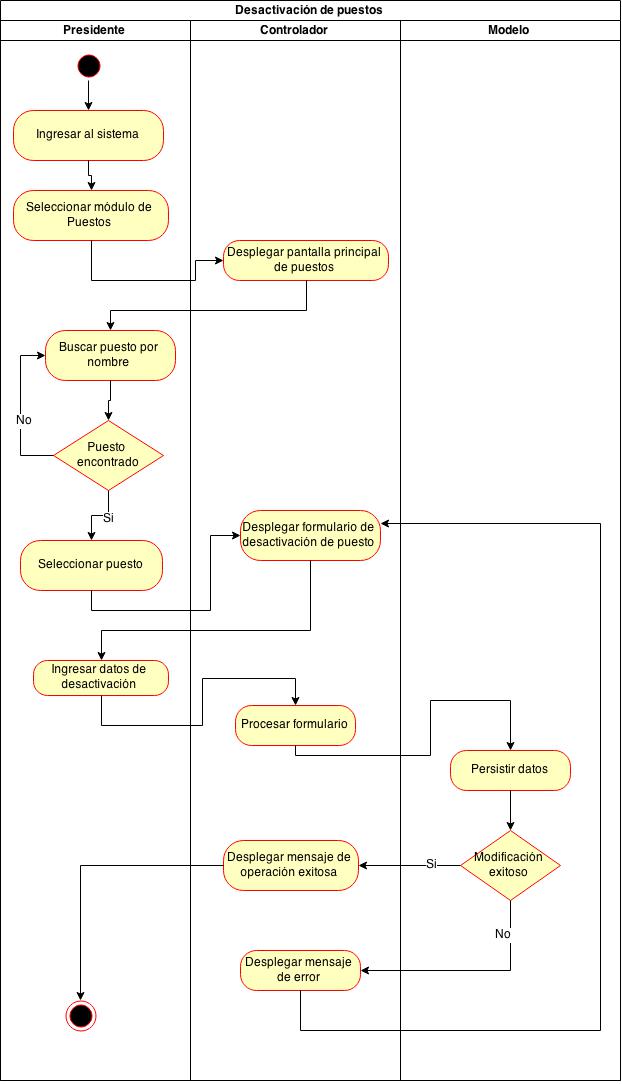 Desactivación de puestos
Presidente
Controlador
Modelo
Ingresar al sistema
Seleccionar módulo de
Puestos
Desplegar pantalla principal
de puestos
Buscar puesto por
nombre
No
Puesto
encontrado
Si
Desplegar formulario de
desactivación de puesto
Seleccionar puesto
Ingresar datos de
desactivación
Procesar formulario
Persistir datos
Modificación
exitoso
Si
Desplegar mensaje de
operación exitosa
No
Desplegar mensaje
de error